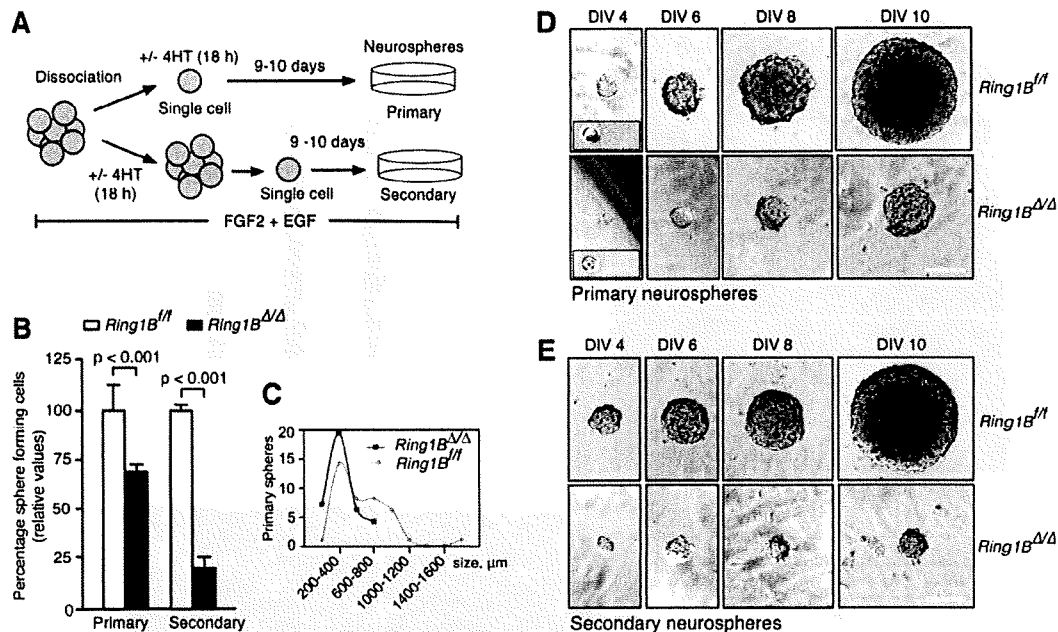 A
Dissociation
+/- 4HT (18 h)
Single cell
9-10 days
Neurospheres
Primary
+/- 4HT
(18 h)
Single cell
9 -10 days
Secondary
FGF2 + EGF
B
Ring1B f/f
Ring1B Δ/Δ
Percentage sphere forming cells
(relative values)
125
100
75
50
25
0
p < 0.001
p < 0.001
Primary
Secondary
C
Primary spheres
20
15
10
5
0
Ring1B Δ/Δ
Ring1B f/f
200-400
600-800
1000-1200
1400-1600
size, µm
D
DIV 4
DIV 6
DIV 8
DIV 10
Ring1B f/f
Ring1B Δ/Δ
Primary neurospheres
E
DIV 4
DIV 6
DIV 8
DIV 10
Ring1B f/f
Ring1B Δ/Δ
Secondary neurospheres